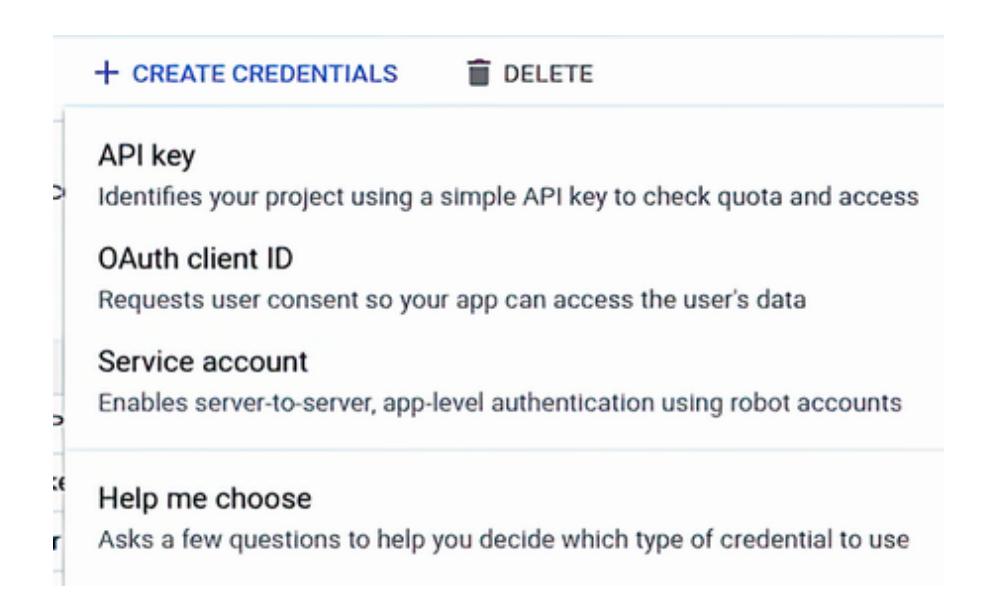 + CREATE CREDENTIALS DELETE
API key
Identifies your project using a simple API key to check quota and access
OAuth client ID
Requests user consent so your app can access the user's data
Service account
Enables server-to-server, app-level authentication using robot accounts
Help me choose
Asks a few questions to help you decide which type of credential to use